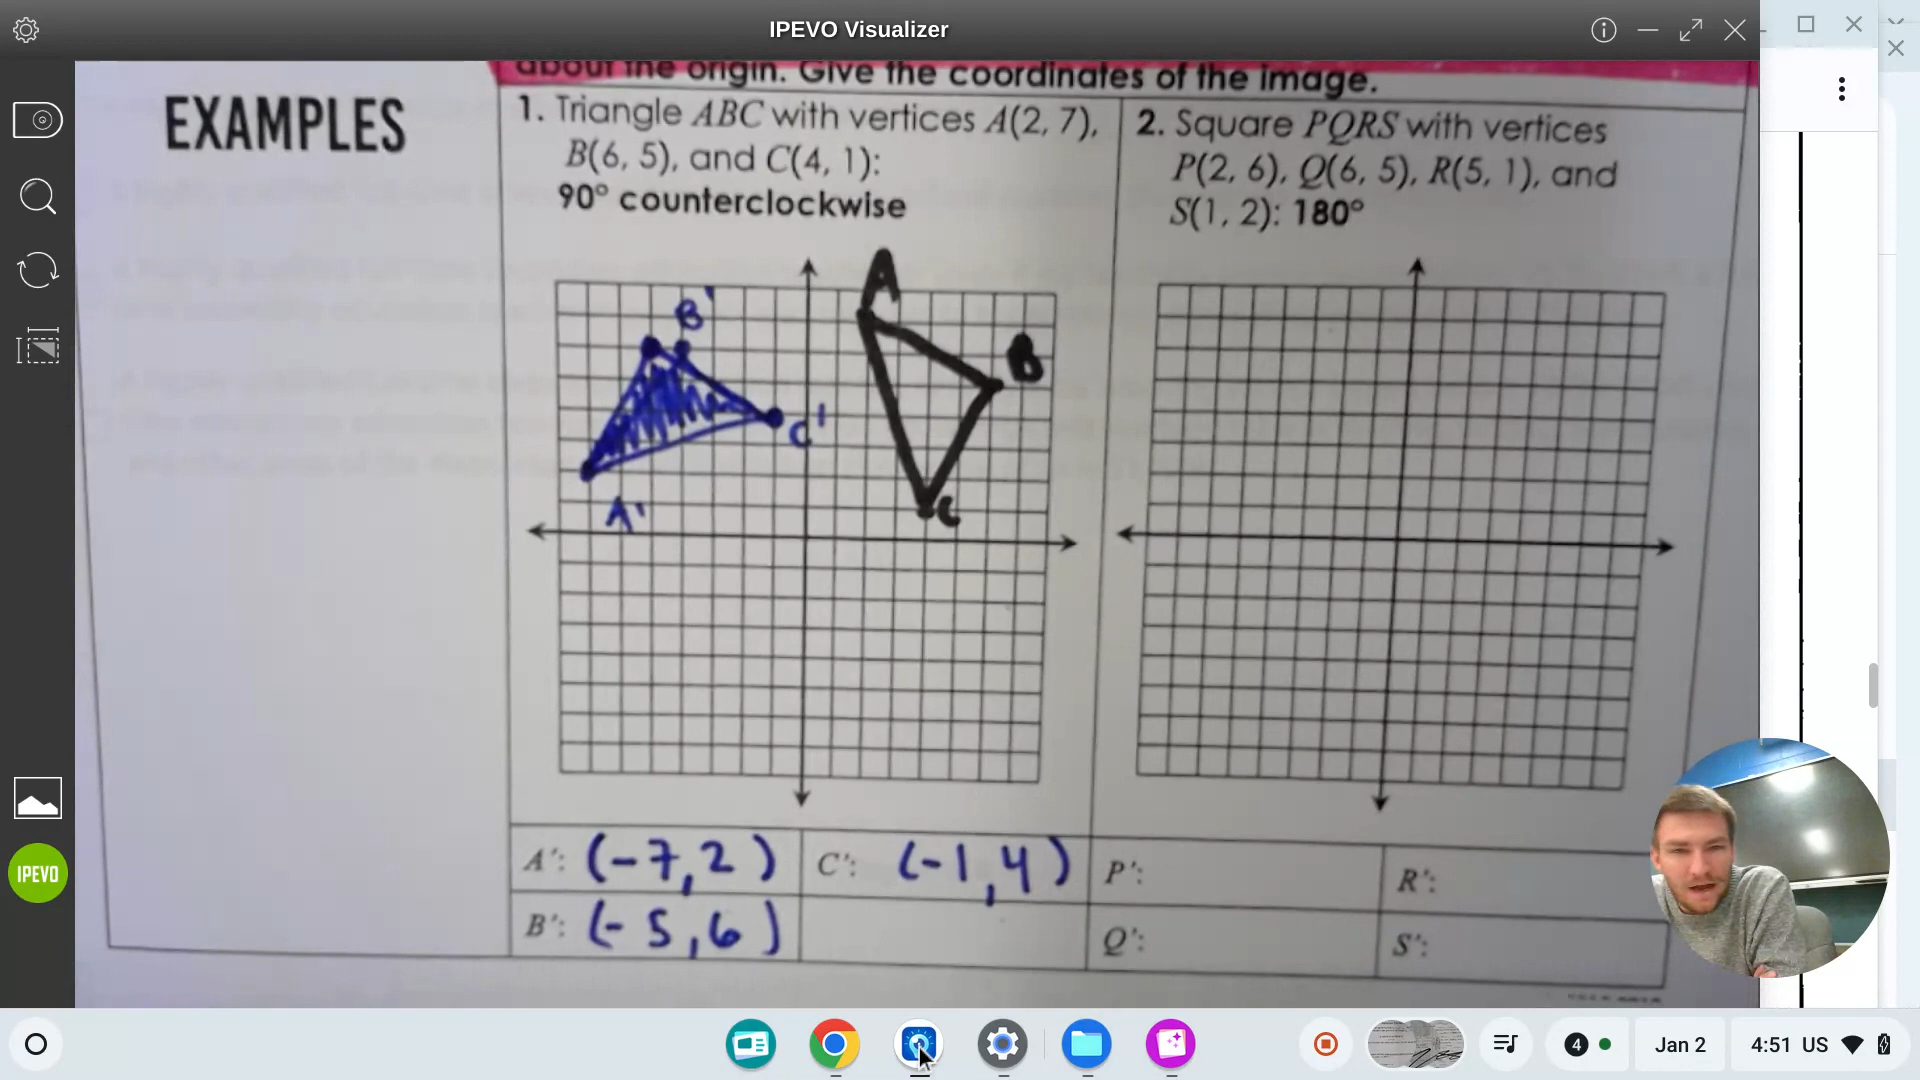 IPEVO Visualizer
about the origin. Give the coordinates of the image.
EXAMPLES
1. Triangle ABC with vertices A(2, 7),
B(6, 5), and C(4, 1):
90° counterclockwise
2. Square PQRS with vertices
P(2, 6), Q(6, 5), R(5, 1), and
S(1, 2): 180°
A
B'
B
C'
C
A'
A': (-7,2)
C': (-1,4)
P':
R':
B': (-5,6)
Q':
S':
IPEVO
4
Jan 2
4:51 US